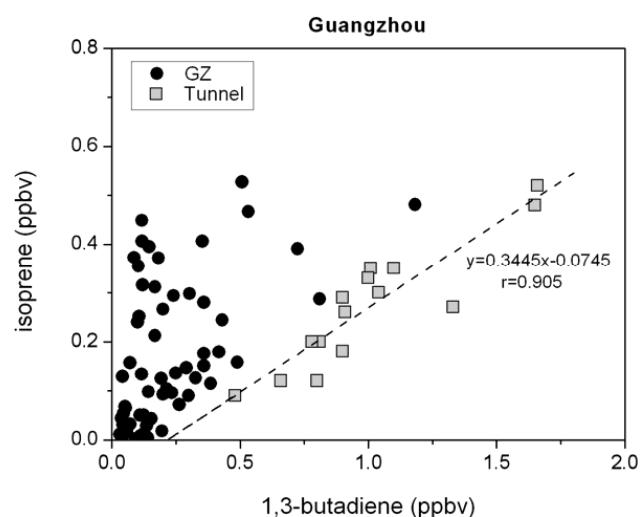 Guangzhou
0.8
GZ
Tunnel
0.6
isoprene (ppbv)
0.4
y=0.3445x-0.0745
r=0.905
0.2
0.0
0.0 0.5 1.0 1.5 2.0
1,3-butadiene (ppbv)